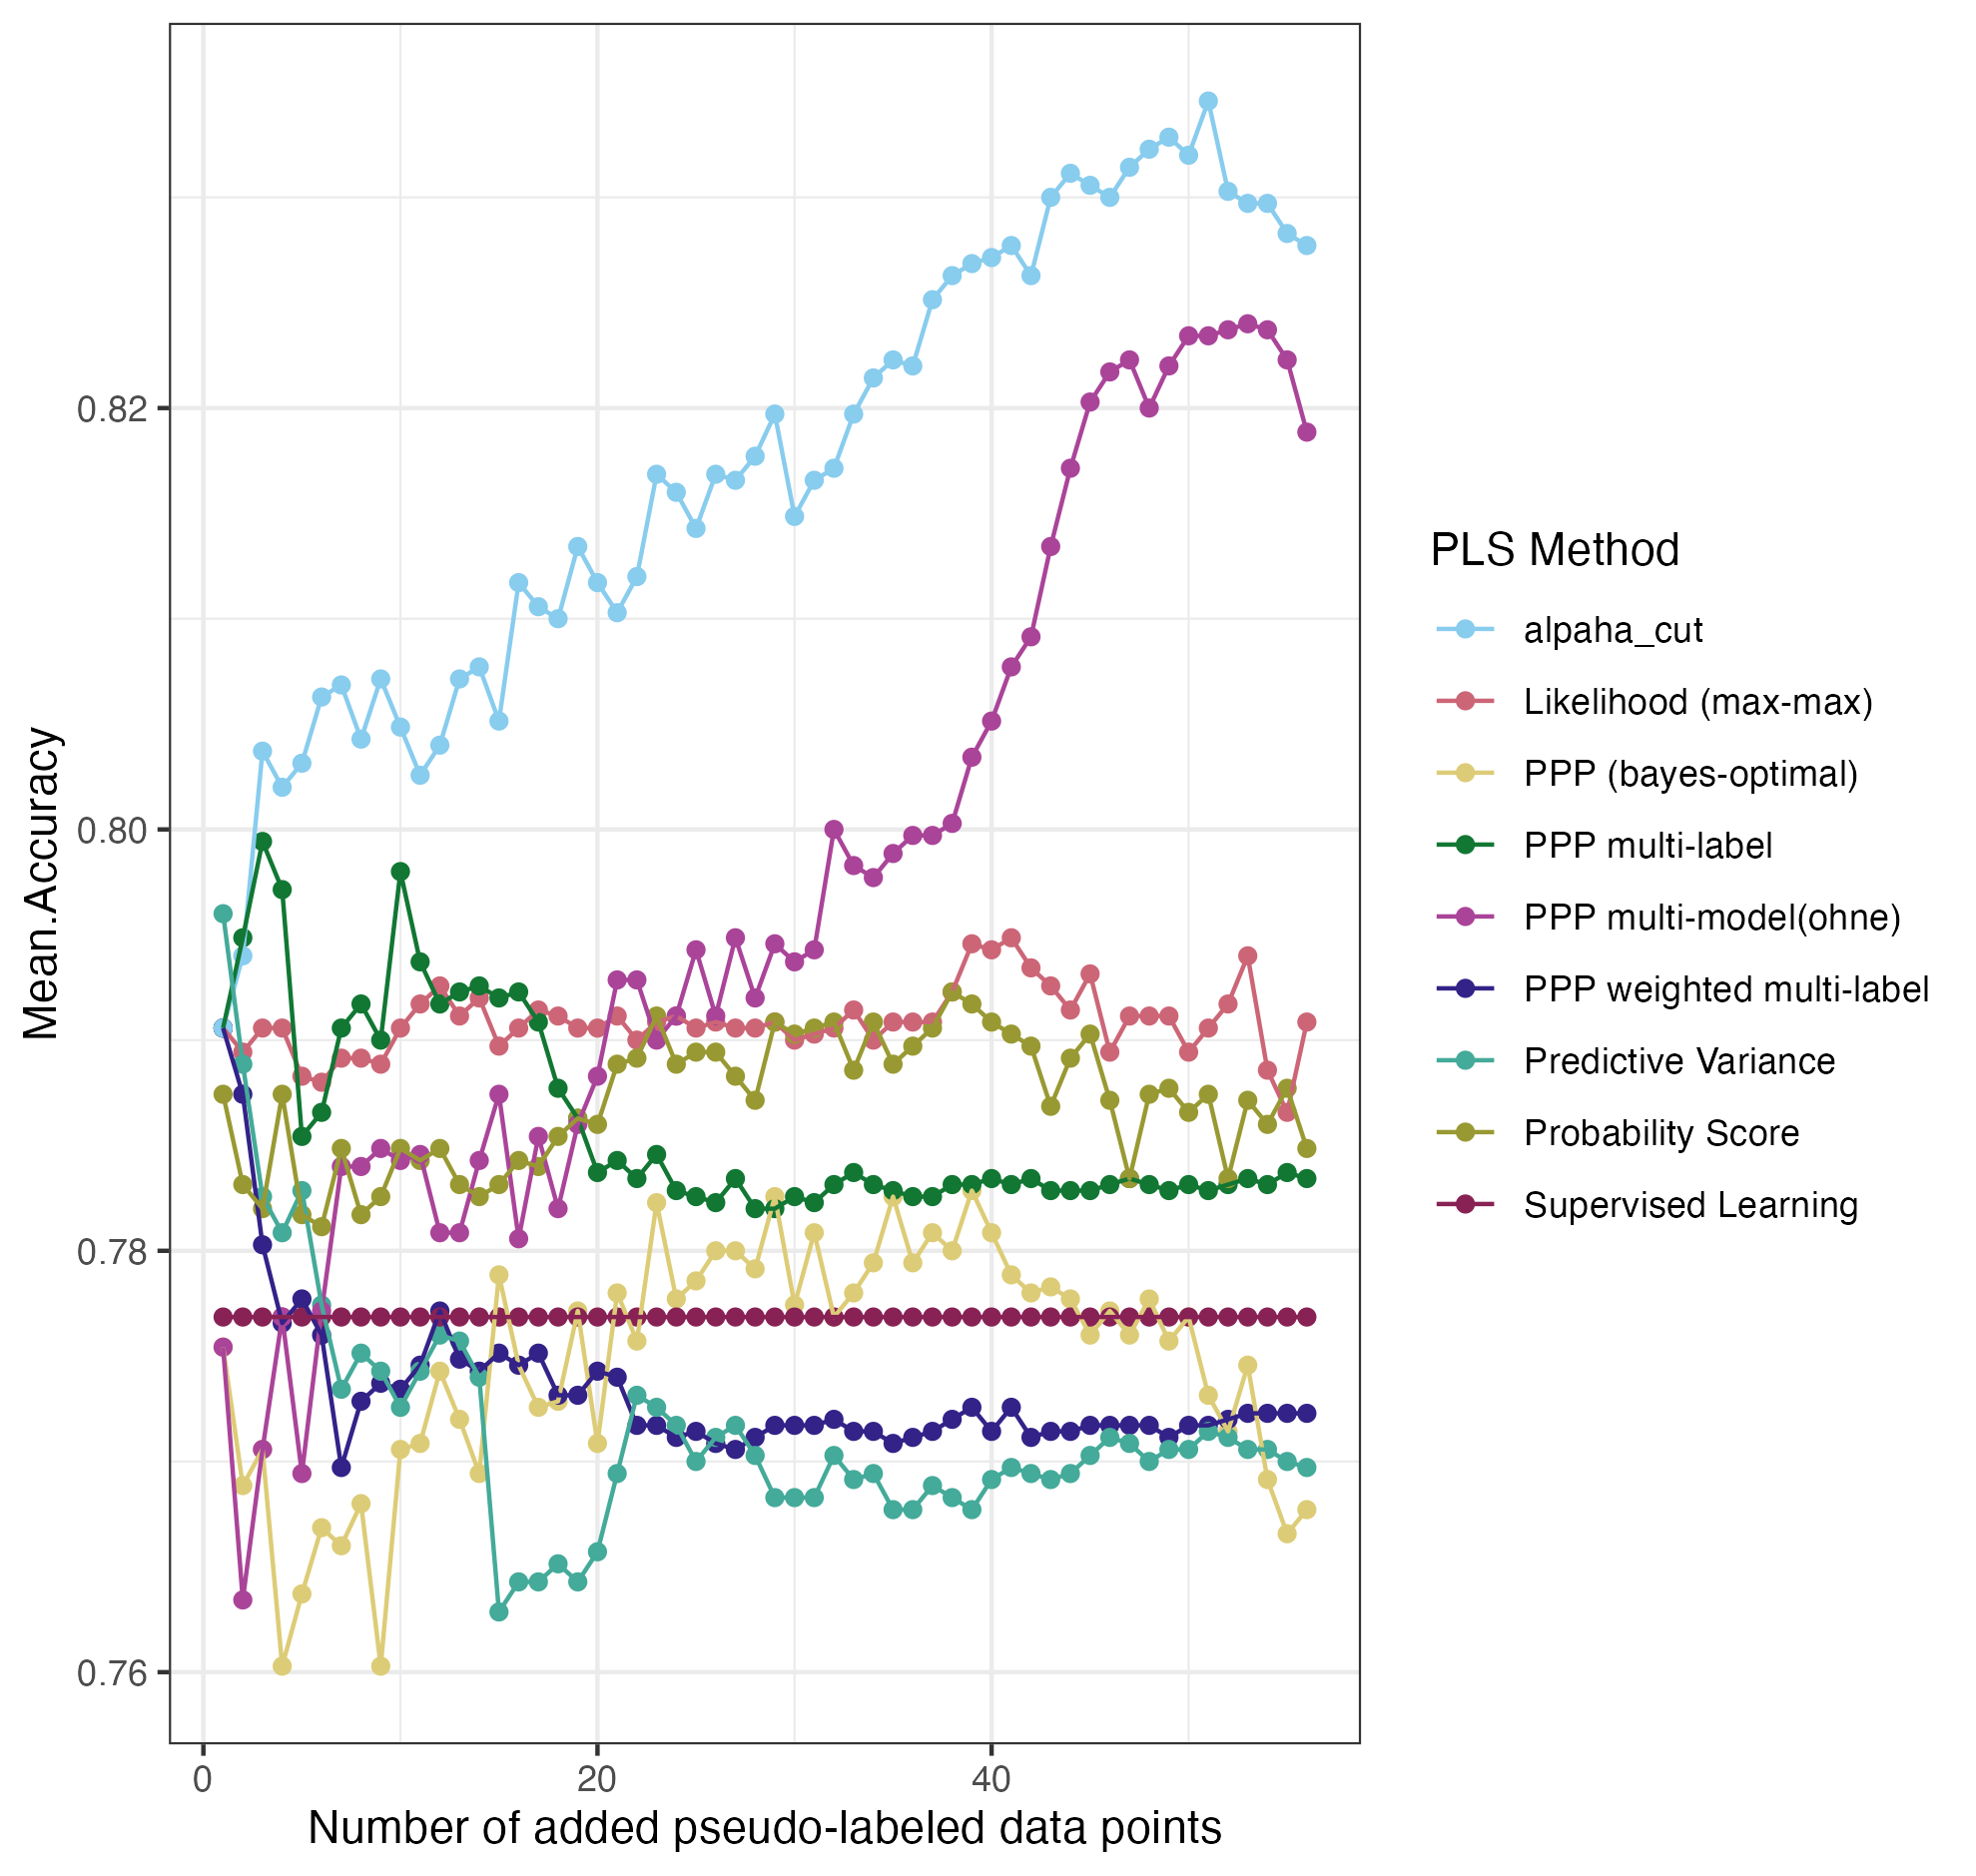 Mean.Accuracy
0.82
0.80
0.78
0.76
0
20
40
Number of added pseudo-labeled data points
PLS Method
alpaha_cut
Likelihood (max-max)
PPP (bayes-optimal)
PPP multi-label
PPP multi-model(ohne)
PPP weighted multi-label
Predictive Variance
Probability Score
Supervised Learning